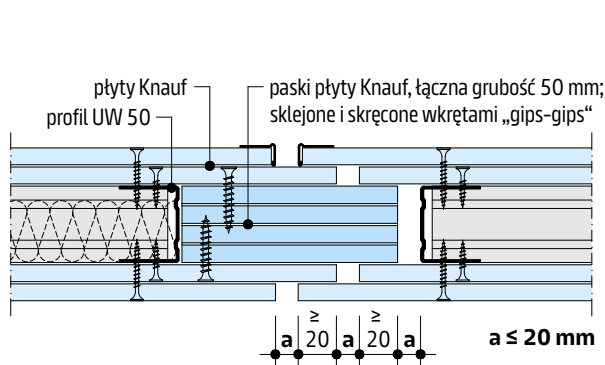 płyty Knauf
profil UW 50
paski płyty Knauf, łączna grubość 50 mm;
sklejone i skręcone wkrętami „gips-gips“
≥ ≥
a 20 a 20 a
a ≤ 20 mm